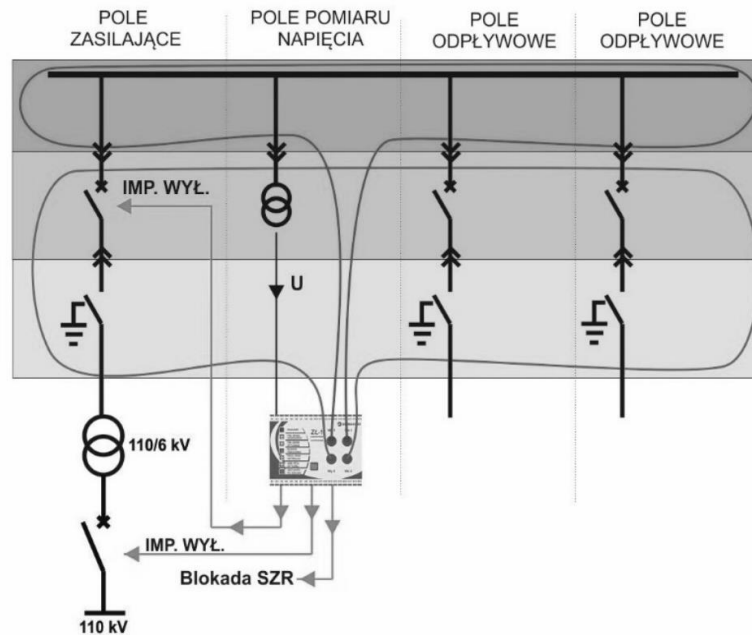 POLE
ZASILAJĄCE
POLE POMIARU
NAPIĘCIA
POLE
ODPŁYWOWE
POLE
ODPŁYWOWE
IMP. WYŁ.
U
110/6 kV
IMP. WYŁ.
Blokada SZR
110 kV